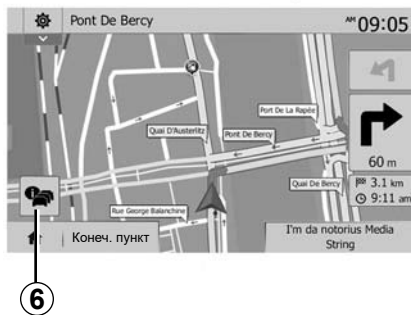 Pont De Bercy
AM 09:05
Port De La Rapée
Quai D'Austerlitz
Pont De Bercy
60 m
Quai De Bercy
3.1 km
9:11 am
Rue George Balanchine
Конеч. пункт
I'm da notorius Media
String
6